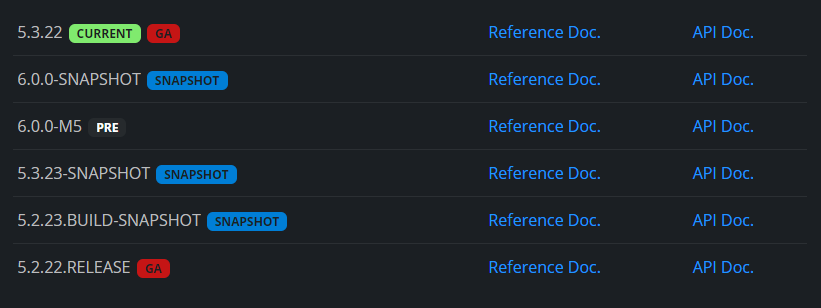 5.3.22 CURRENT GA Reference Doc. API Doc.
6.0.0-SNAPSHOT SNAPSHOT Reference Doc. API Doc.
6.0.0-M5 PRE Reference Doc. API Doc.
5.3.23-SNAPSHOT SNAPSHOT Reference Doc. API Doc.
5.2.23.BUILD-SNAPSHOT SNAPSHOT Reference Doc. API Doc.
5.2.22.RELEASE GA Reference Doc. API Doc.